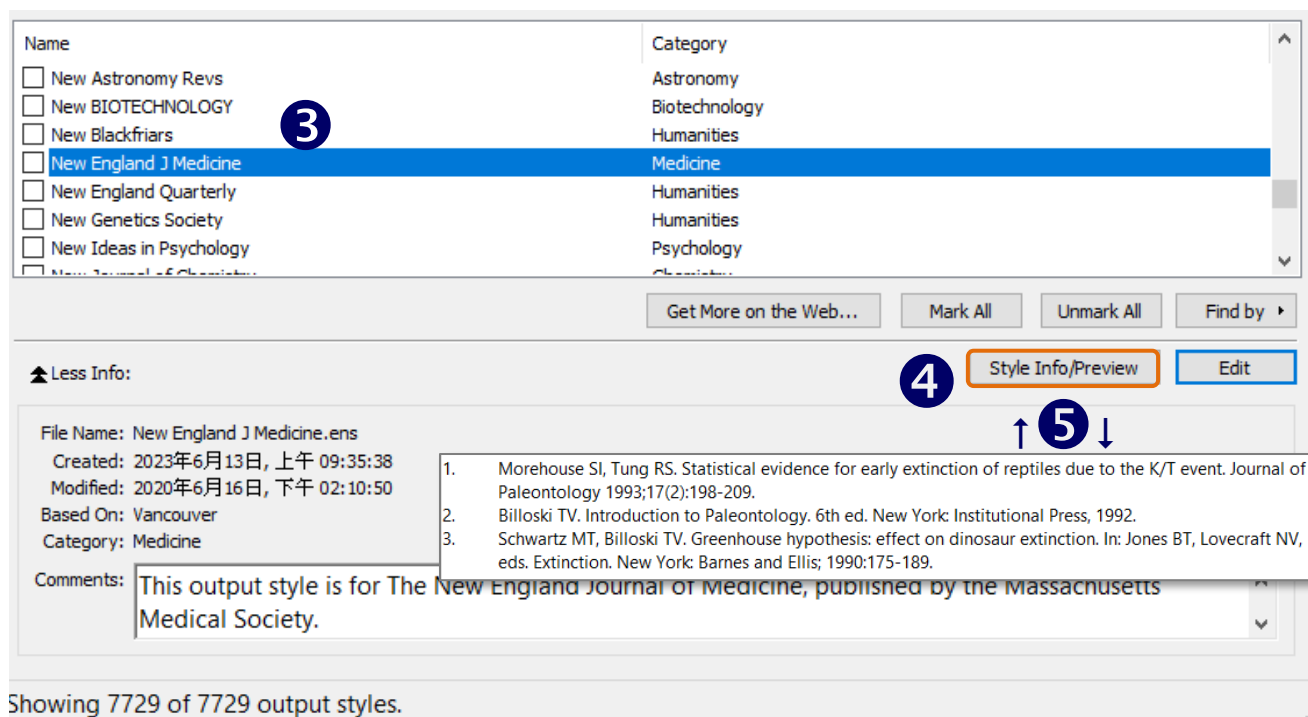 Name Category
New Astronomy Revs Astronomy
New BIOTECHNOLOGY Biotechnology
❸
New Blackfriars Humanities
New England J Medicine Medicine
New England Quarterly Humanities
New Genetics Society Humanities
New Ideas in Psychology Psychology
New Journal of Chemistry Chemistry
Get More on the Web... Mark All Unmark All Find by
Less Info: ❹ Style Info/Preview Edit
↑ ❺ ↓
File Name: New England J Medicine.ens
Created: 2023年6月13日, 上午 09:35:38
Modified: 2020年6月16日, 下午 02:10:50
Based On: Vancouver
Category: Medicine
1. Morehouse SI, Tung RS. Statistical evidence for early extinction of reptiles due to the K/T event. Journal of
Paleontology 1993;17(2):198-209.
2. Billoski TV. Introduction to Paleontology. 6th ed. New York: Institutional Press, 1992.
3. Schwartz MT, Billoski TV. Greenhouse hypothesis: effect on dinosaur extinction. In: Jones BT, Lovecraft NV,
eds. Extinction. New York: Barnes and Ellis; 1990:175-189.
Comments: This output style is for The New England Journal of Medicine, published by the Massachusetts
Medical Society.
Showing 7729 of 7729 output styles.